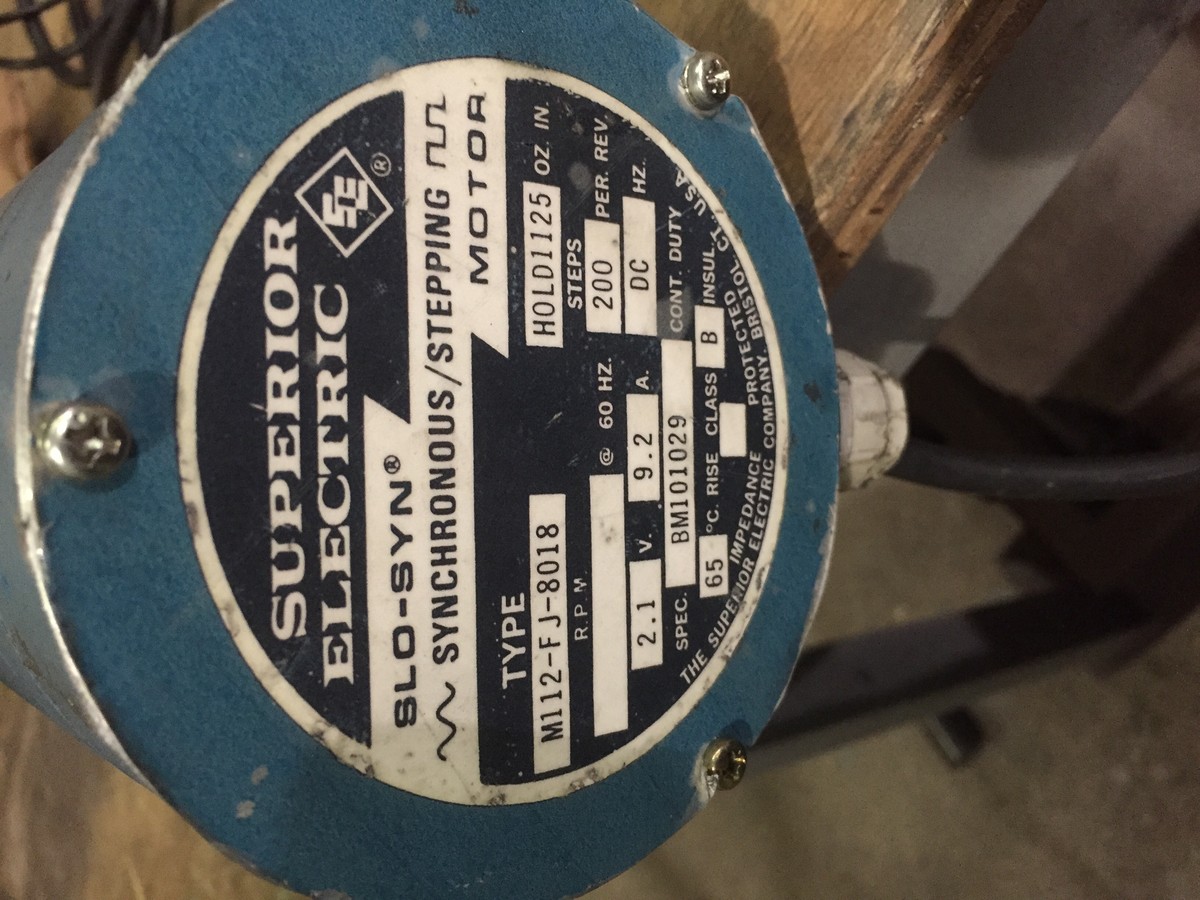 SUPERIOR
ELECTRIC
SE®
SLO-SYN®
SYNCHRONOUS/STEPPING
MOTOR
TYPE
M112-FJ-8018
HOLD1125 OZ. IN.
R.P.M. @ 60 HZ.
STEPS
200 PER. REV.
2.1 V. 9.2 A. DC HZ.
SPEC. BM101029 CONT. DUTY
65 °C. RISE CLASS B INSUL.
IMPEDANCE PROTECTED
THE SUPERIOR ELECTRIC COMPANY, BRISTOL, CT., U.S.A.